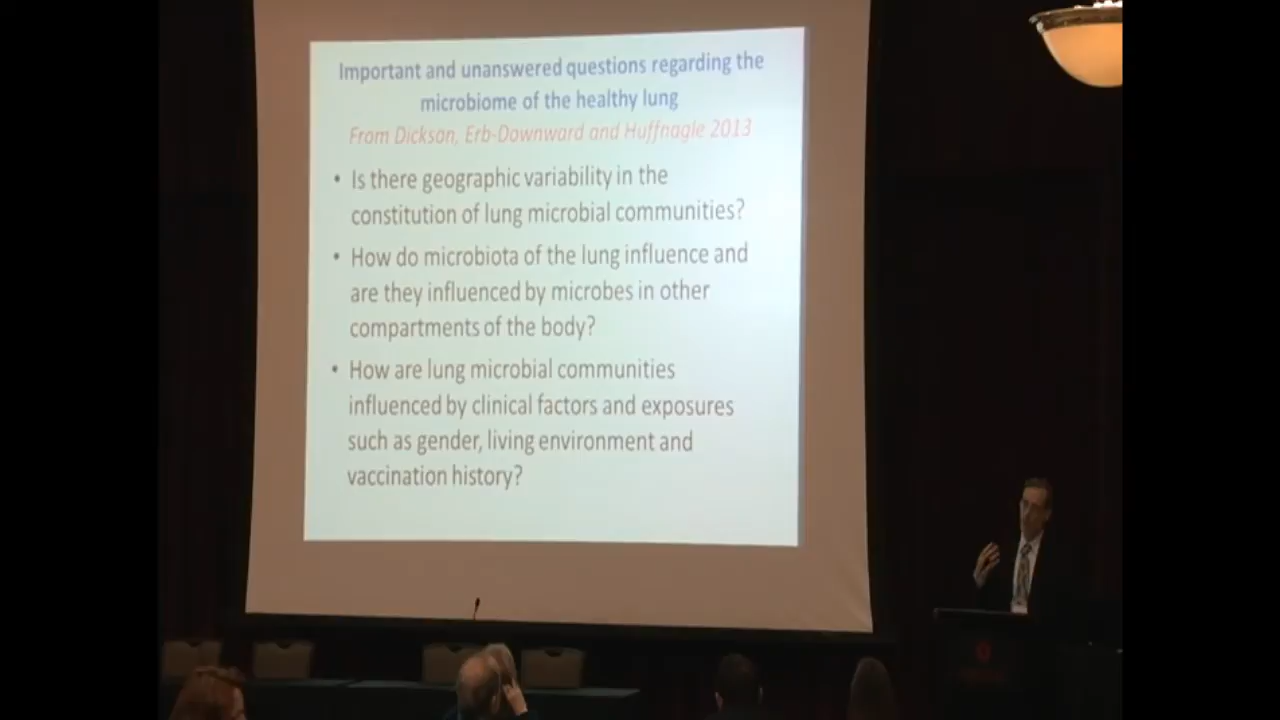 Important and unanswered questions regarding the
microbiome of the healthy lung
From Dickson, Erb-Downward and Huffnagle 2013
• Is there geographic variability in the
constitution of lung microbial communities?
• How do microbiota of the lung influence and
are they influenced by microbes in other
compartments of the body?
• How are lung microbial communities
influenced by clinical factors and exposures
such as gender, living environment and
vaccination history?